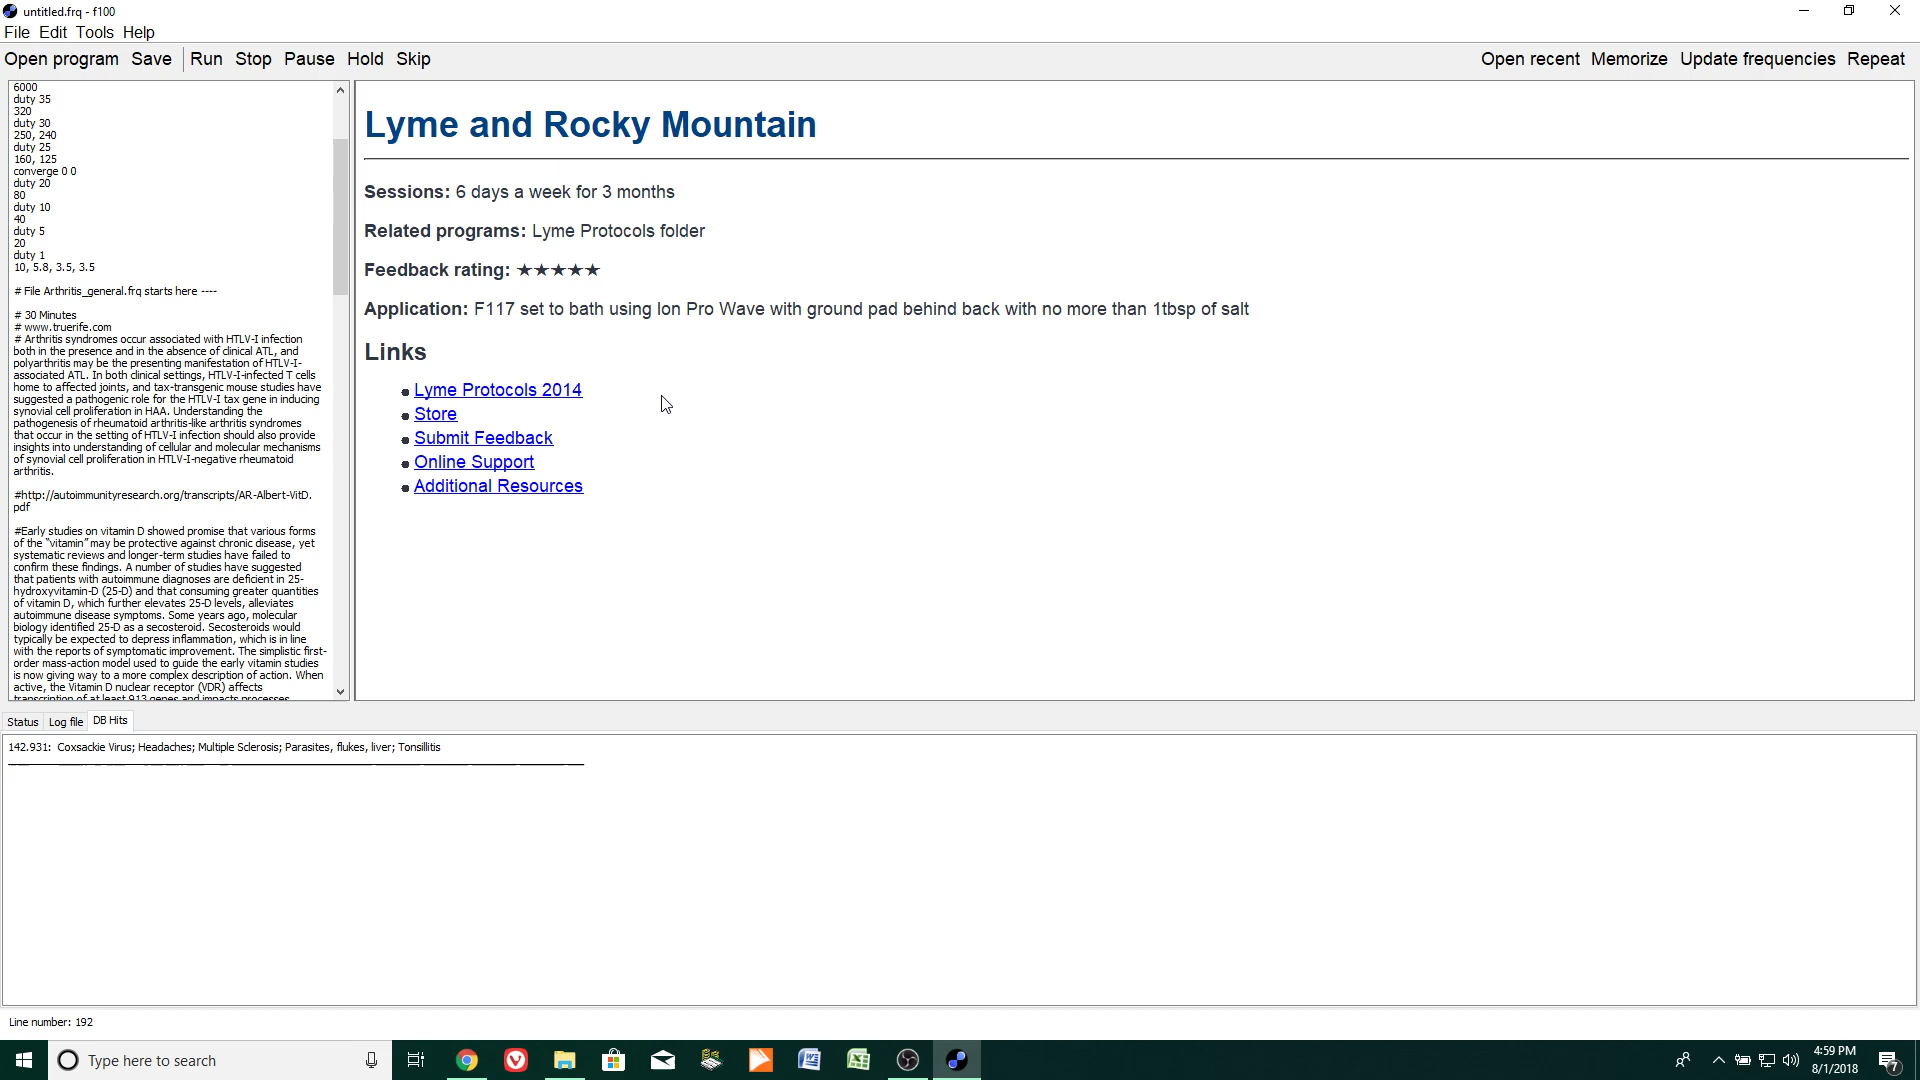 untitled.frq - f100
File Edit Tools Help
Open program Save Run Stop Pause Hold Skip Open recent Memorize Update frequencies Repeat
6000
duty 35
320
duty 30
250, 240
duty 25
160, 125
converge 0 0
duty 20
80
duty 10
40
duty 5
20
duty 1
10, 5.8, 3.5, 3.5
# File Arthritis_general.frq starts here ----
# 30 Minutes
# www.truerife.com
# Arthritis syndromes occur associated with HTLV-I infection
both in the presence and in the absence of clinical ATL, and
polyarthritis may be the presenting manifestation of HTLV-I-
associated ATL. In both clinical settings, HTLV-I-infected T cells
home to affected joints, and tax-transgenic mouse studies have
suggested a pathogenic role for the HTLV-I tax gene in inducing
synovial cell proliferation in HAA. Understanding the
pathogenesis of rheumatoid arthritis-like arthritis syndromes
that occur in the setting of HTLV-I infection should also provide
insights into understanding of cellular and molecular mechanisms
of synovial cell proliferation in HTLV-I-negative rheumatoid
arthritis.
#http://autoimmunityresearch.org/transcripts/AR-Albert-VitD.
pdf
#Early studies on vitamin D showed promise that various forms
of the “vitamin” may be protective against chronic disease, yet
systematic reviews and longer-term studies have failed to
confirm these findings. A number of studies have suggested
that patients with autoimmune diagnoses are deficient in 25-
hydroxyvitamin-D (25-D) and that consuming greater quantities
of vitamin D, which further elevates 25-D levels, alleviates
autoimmune disease symptoms. Some years ago, molecular
biology identified 25-D as a secosteroid. Secosteroids would
typically be expected to depress inflammation, which is in line
with the reports of symptomatic improvement. The simplistic first-
order mass-action model used to guide the early vitamin studies
is now giving way to a more complex description of action. When
active, the Vitamin D nuclear receptor (VDR) affects
transcription of at least 913 genes and impacts processes
Lyme and Rocky Mountain
Sessions: 6 days a week for 3 months
Related programs: Lyme Protocols folder
Feedback rating: ★★★★★
Application: F117 set to bath using Ion Pro Wave with ground pad behind back with no more than 1tbsp of salt
Links
Lyme Protocols 2014
Store
Submit Feedback
Online Support
Additional Resources
Status Log file DB Hits
142.931: Coxsackie Virus; Headaches; Multiple Sclerosis; Parasites, flukes, liver; Tonsillitis
Line number: 192
Type here to search
4:59 PM
8/1/2018
7